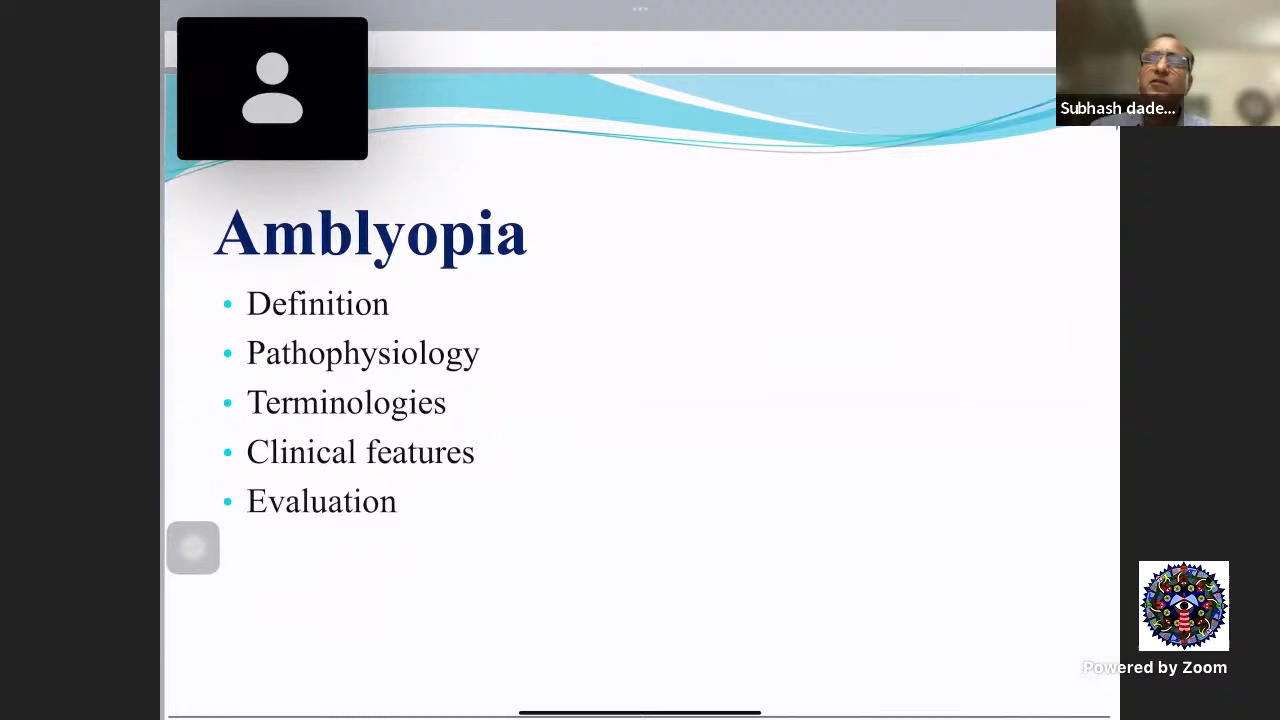 Subhash dade...
Amblyopia
• Definition
• Pathophysiology
• Terminologies
• Clinical features
• Evaluation
Powered by Zoom